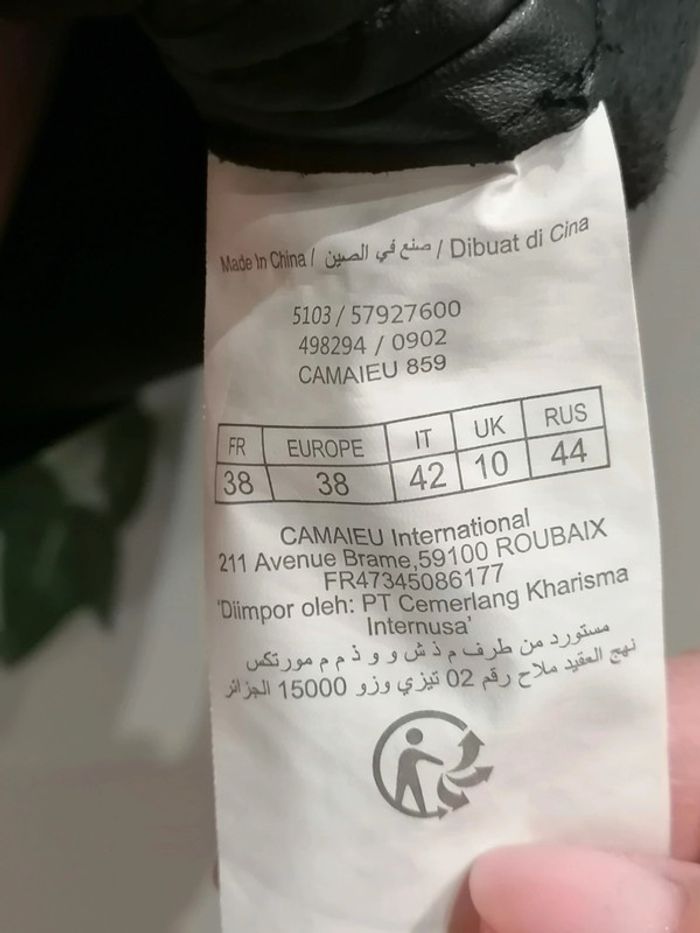 Made In China / صنع في الصين / Dibuat di Cina
5103 / 57927600
498294 / 0902
CAMAIEU 859
FR EUROPE IT UK RUS
38 38 42 10 44
CAMAIEU International
211 Avenue Brame,59100 ROUBAIX
FR47345086177
'Diimpor oleh: PT Cemerlang Kharisma
Internusa'
مستورد من طرف م ذ ش و و ذ م م مورتكس
نهج العقيد ملاح رقم 02 تيزي وزو 15000 الجزائر